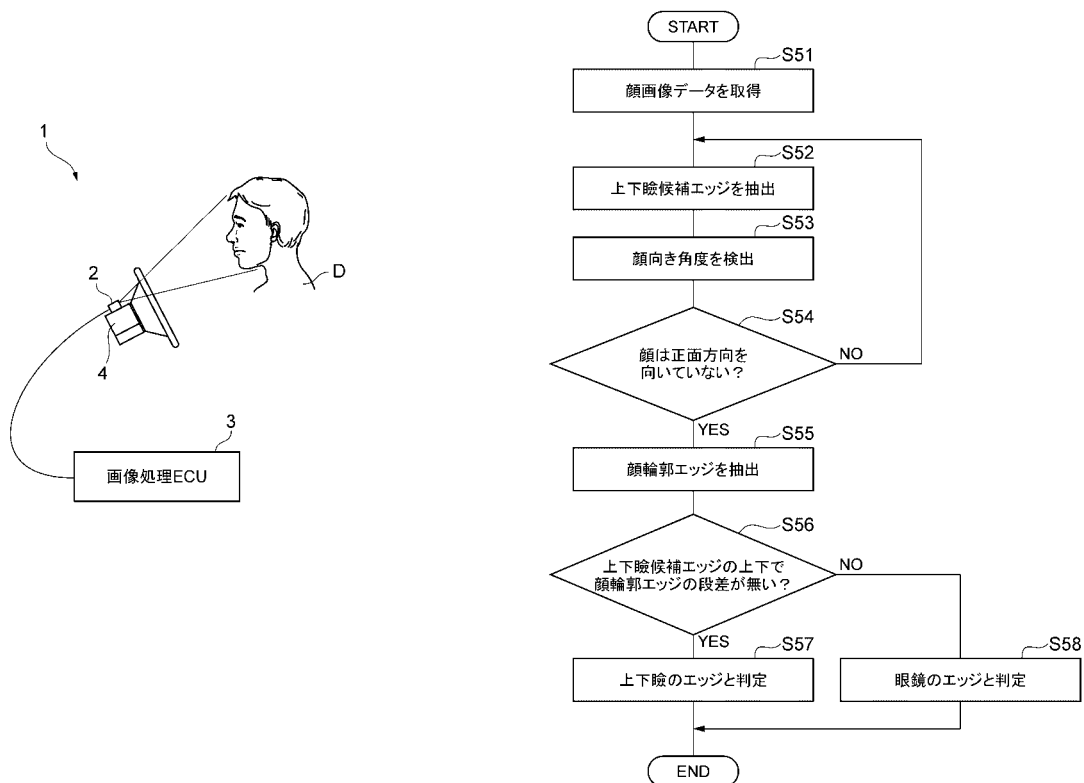 1
2
4
D
3
画像処理ECU
START
S51
顔画像データを取得
S52
上下瞼候補エッジを抽出
S53
顔向き角度を検出
S54
顔は正面方向を
向いていない?
NO
YES
S55
顔輪郭エッジを抽出
S56
上下瞼候補エッジの上下で
顔輪郭エッジの段差が無い?
NO
YES
S57
上下瞼のエッジと判定
S58
眼鏡のエッジと判定
END